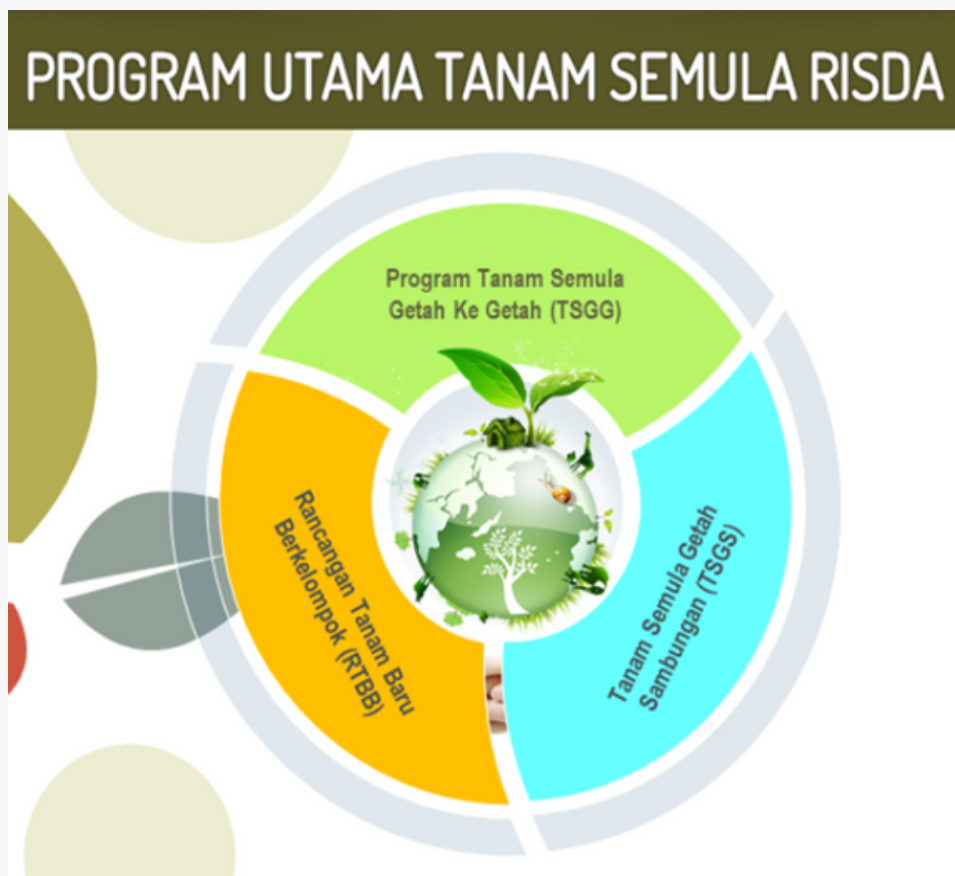 PROGRAM UTAMA TANAM SEMULA RISDA
Program Tanam Semula
Getah Ke Getah (TSGG)
Tanam Semula Getah
Sambungan (TSGS)
Rancangan Tanam Baru
Berkelompok (RTBB)